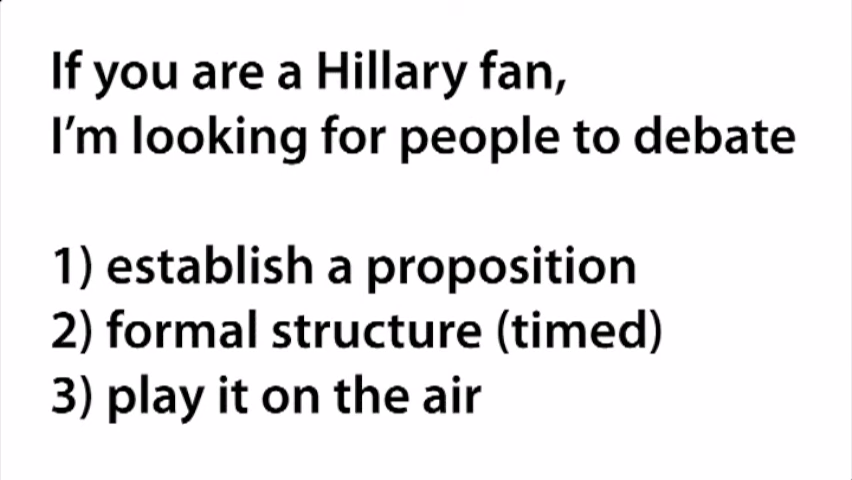 If you are a Hillary fan,
I’m looking for people to debate
1) establish a proposition
2) formal structure (timed)
3) play it on the air